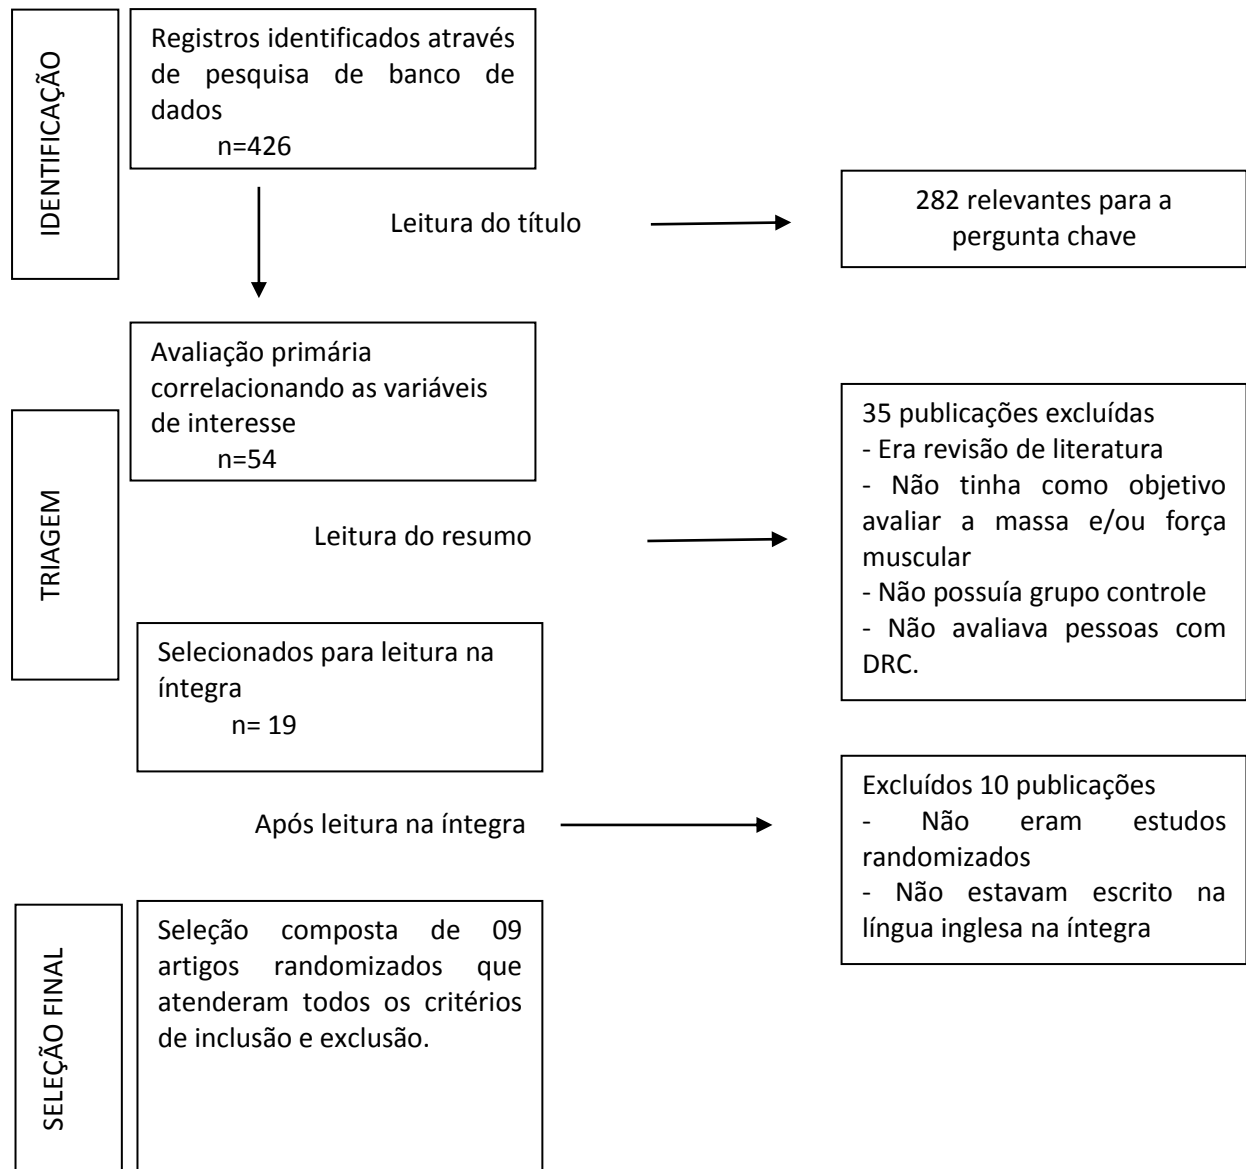 IDENTIFICAÇÃO
Registros identificados através
de pesquisa de banco de
dados
n=426
Leitura do título
282 relevantes para a
pergunta chave
TRIAGEM
Avaliação primária
correlacionando as variáveis
de interesse
n=54
Leitura do resumo
35 publicações excluídas
- Era revisão de literatura
- Não tinha como objetivo
avaliar a massa e/ou força
muscular
- Não possuía grupo controle
- Não avaliava pessoas com
DRC.
Selecionados para leitura na
íntegra
n= 19
Após leitura na íntegra
Excluídos 10 publicações
- Não eram estudos
randomizados
- Não estavam escrito na
língua inglesa na íntegra
SELEÇÃO FINAL
Seleção composta de 09
artigos randomizados que
atenderam todos os critérios
de inclusão e exclusão.